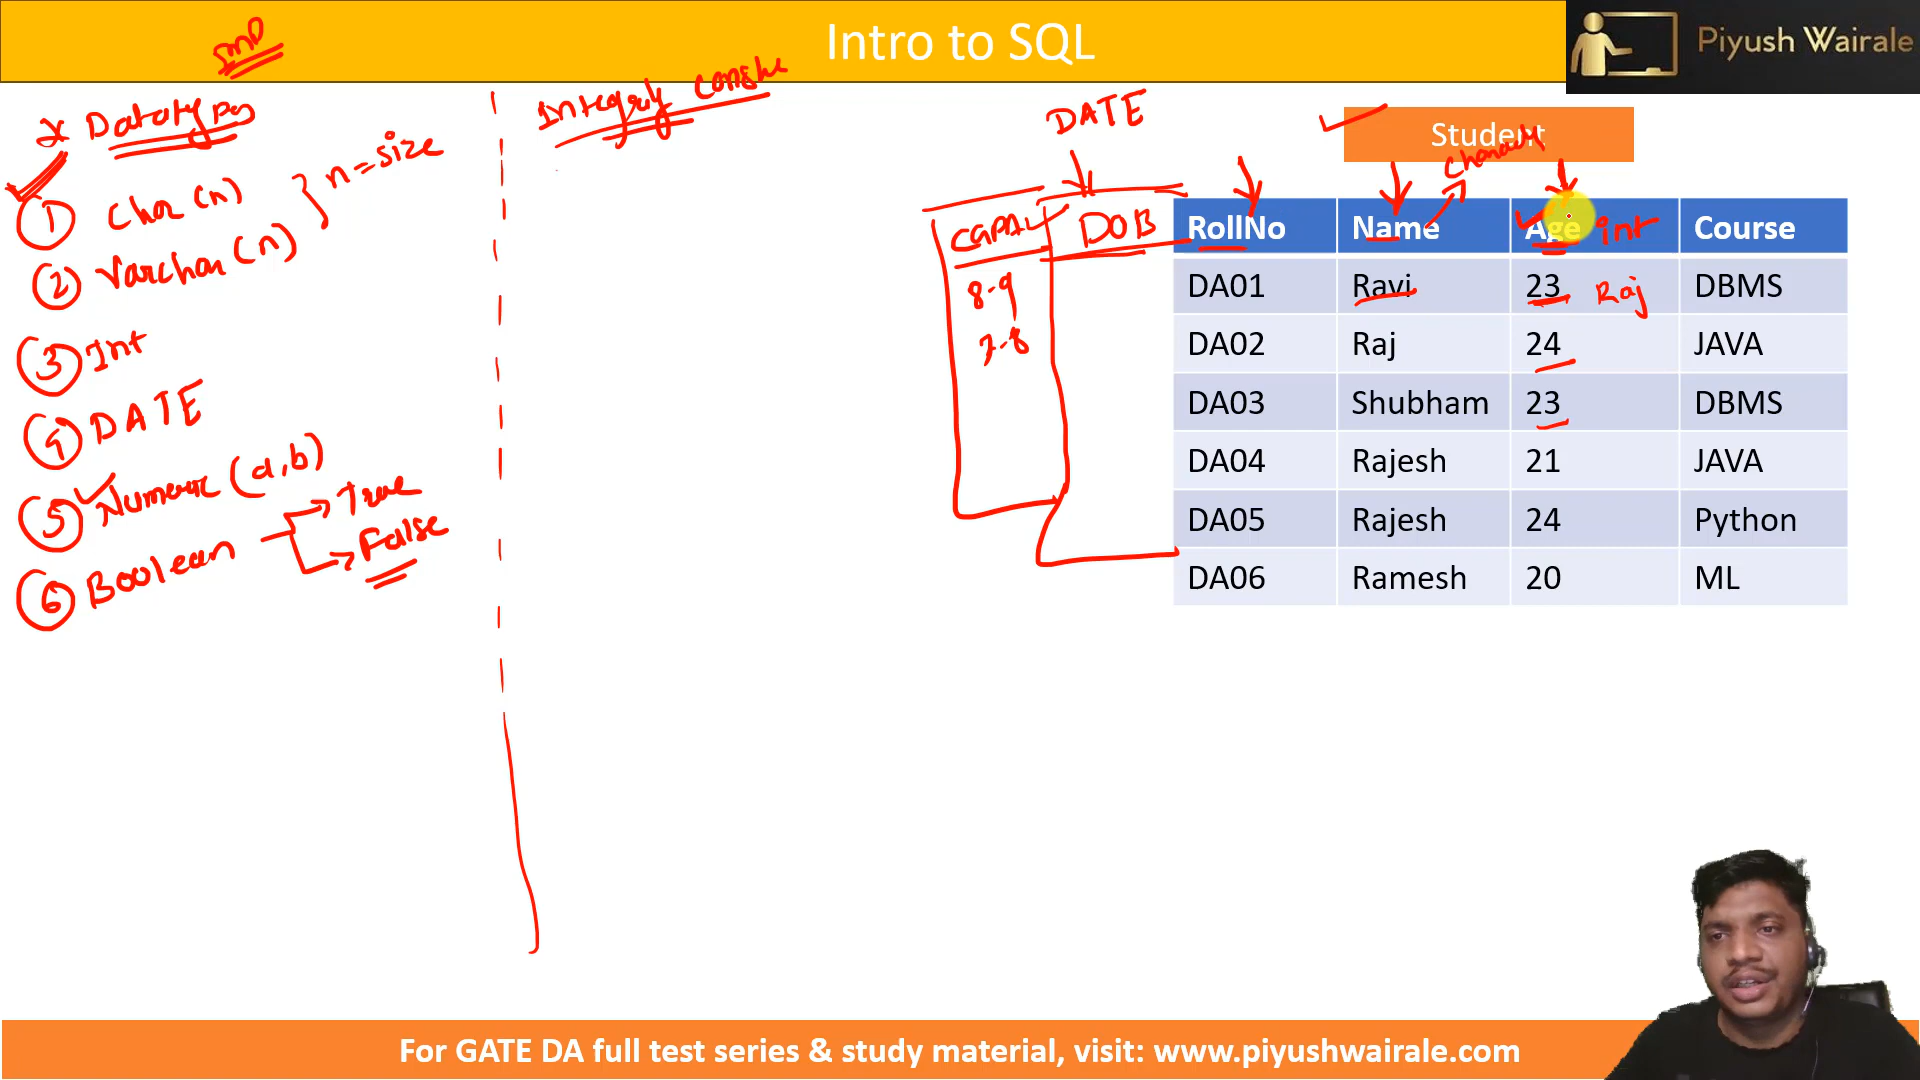 Intro to SQL
Piyush Wairale
Imp
* Datatypes
① Char (n)
② Varchar (n)
} n = size
③ Int
④ DATE
⑤ Numeric (a,b)
⑥ Boolean
True
False
Integrity
DATE
CGPA
DOB
8-9
7-8
Student
RollNo Name Age int Course
DA01 Ravi 23 Raj DBMS
DA02 Raj 24 JAVA
DA03 Shubham 23 DBMS
DA04 Rajesh 21 JAVA
DA05 Rajesh 24 Python
DA06 Ramesh 20 ML
For GATE DA full test series & study material, visit: www.piyushwairale.com